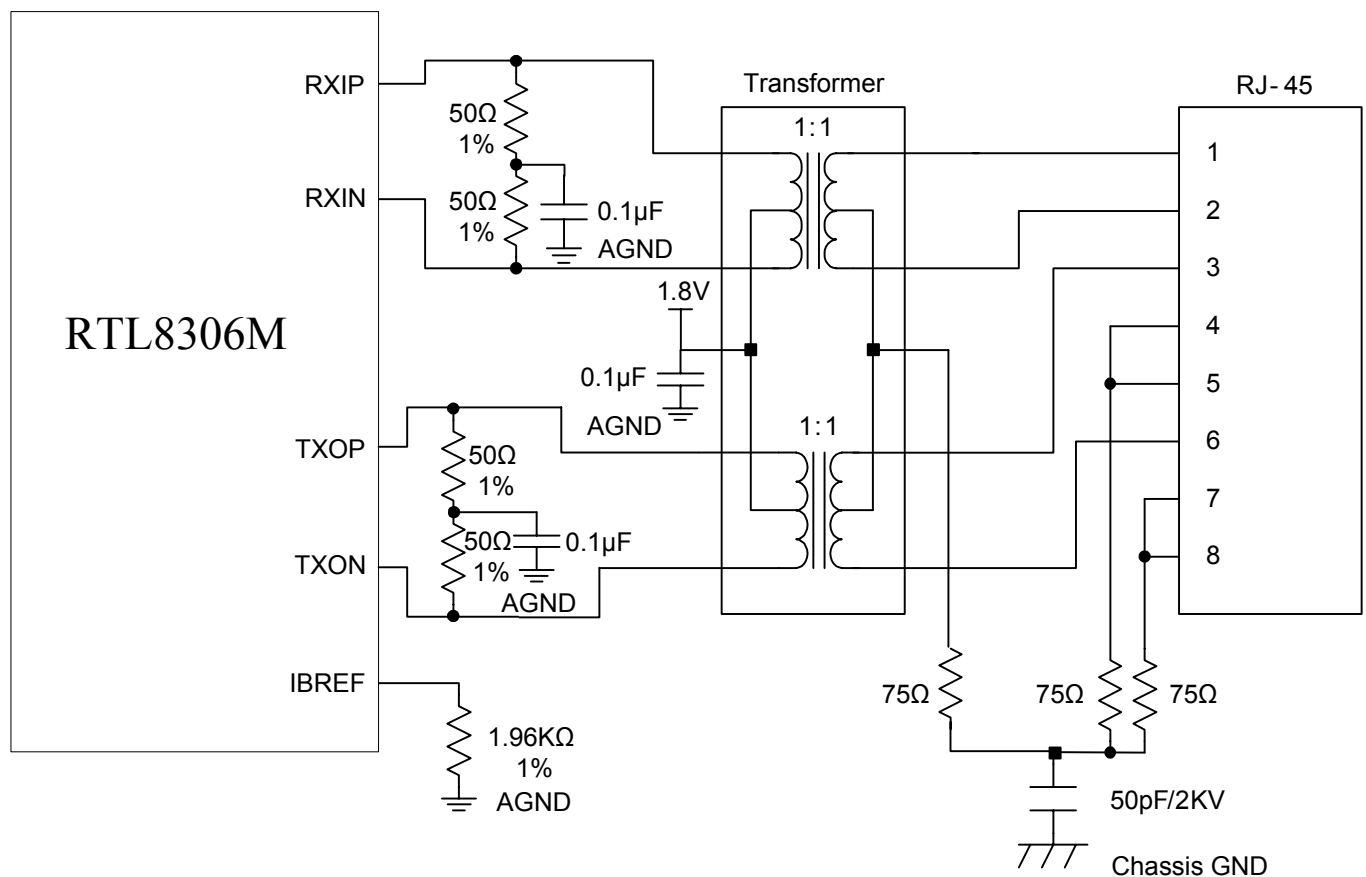 RTL8306M
RXIP
RXIN
TXOP
TXON
IBREF
50Ω
1%
50Ω
1%
0.1µF
AGND
1.8V
0.1µF
AGND
50Ω
1%
50Ω
1%
0.1µF
AGND
1.96KΩ
1%
AGND
Transformer
1:1
1:1
RJ-45
1
2
3
4
5
6
7
8
75Ω
75Ω
75Ω
50pF/2KV
Chassis GND